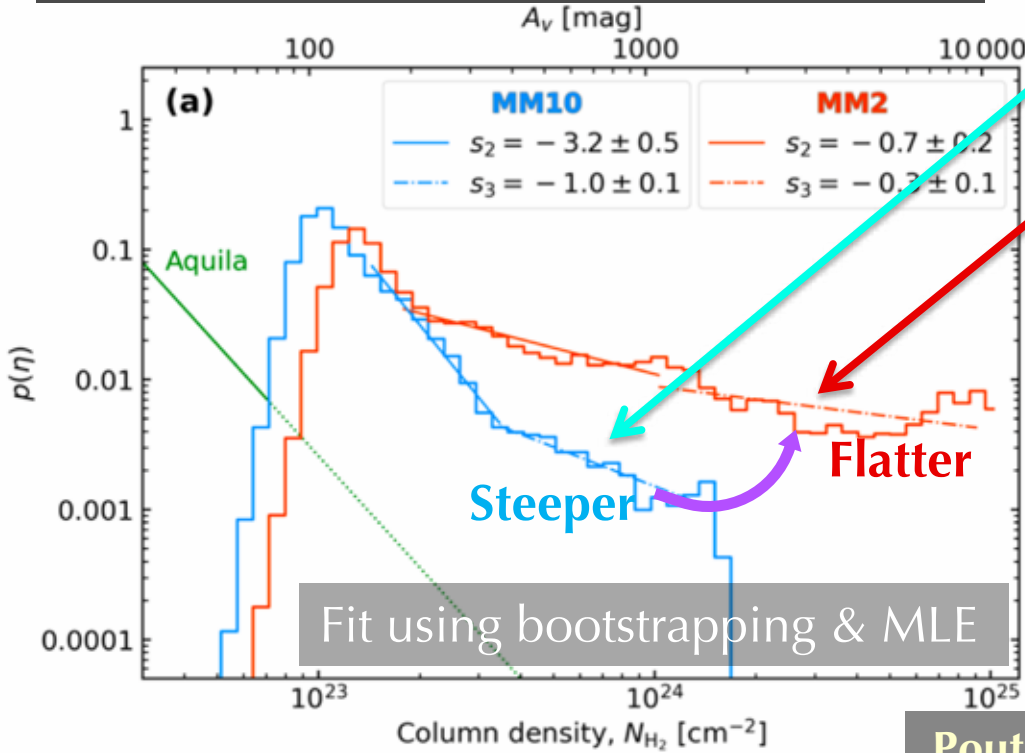 A_v [mag]
100 1000 10 000
(a)
MM10
s₂ = − 3.2 ± 0.5
s₃ = − 1.0 ± 0.1
MM2
s₂ = − 0.7 ± 0.2
s₃ = − 0.3 ± 0.1
1
0.1
0.01
0.001
0.0001
p(η)
Aquila
Steeper
Flatter
Fit using bootstrapping & MLE
10²³ 10²⁴ 10²⁵
Column density, N_H₂ [cm⁻²]